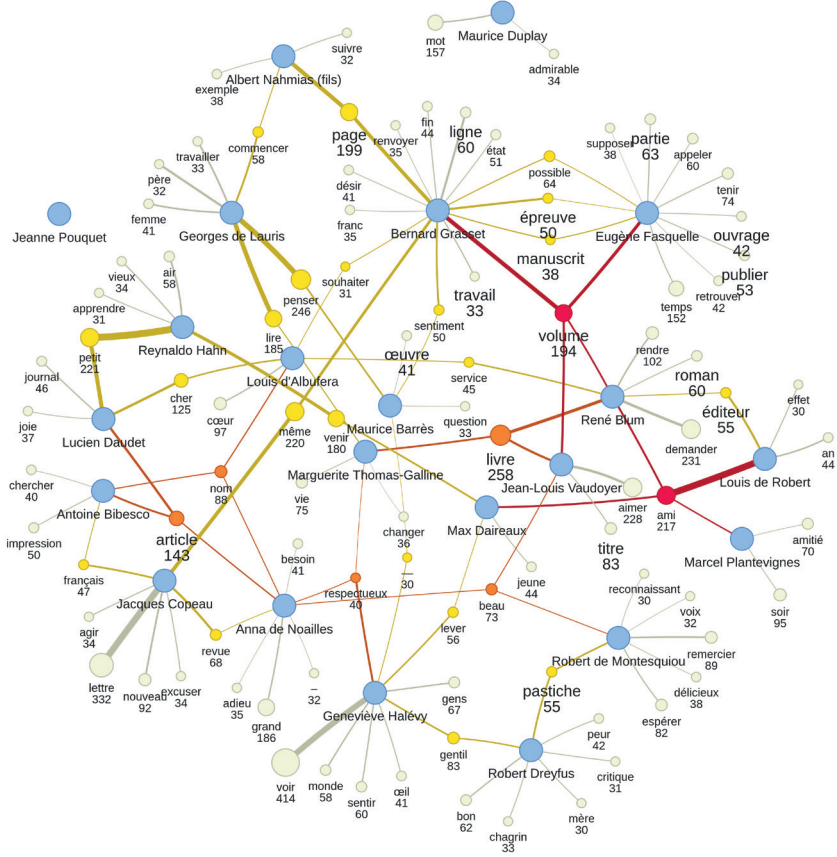 mot
157
Maurice Duplay
admirable
34
suivre
32
Albert Nahmias (fils)
exemple
38
page
199
commencer
58
renvoyer
35
fin
44
ligne
60
état
51
supposer
38
partie
63
appeler
60
tenir
74
travailler
33
père
32
femme
41
Georges de Lauris
désir
41
franc
35
Bernard Grasset
possible
64
épreuve
50
manuscrit
38
Eugène Fasquelle
ouvrage
42
publier
53
retrouver
42
temps
152
Jeanne Pouquet
air
58
vieux
34
apprendre
31
souhaiter
31
penser
246
travail
33
petit
221
Reynaldo Hahn
lire
185
sentiment
50
volume
194
journal
46
cher
125
Louis d'Albufera
œuvre
41
service
45
rendre
102
roman
60
éditeur
55
effet
30
joie
37
Lucien Daudet
cœur
97
même
220
venir
180
Maurice Barrès
question
33
René Blum
demander
231
an
44
Marguerite Thomas-Galline
livre
258
Jean-Louis Vaudoyer
Louis de Robert
chercher
40
nom
88
vie
75
aimer
228
ami
217
Antoine Bibesco
impression
50
article
143
changer
36
Max Daireaux
titre
83
Marcel Plantevignes
amitié
70
français
47
besoin
41
—
30
jeune
44
soir
95
Jacques Copeau
respectueux
40
beau
73
reconnaissant
30
voix
32
agir
34
revue
68
Anna de Noailles
lever
56
Robert de Montesquiou
remercier
89
lettre
332
nouveau
92
excuser
34
adieu
35
grand
186
–
32
Geneviève Halévy
gens
67
pastiche
55
délicieux
38
espérer
82
voir
414
monde
58
sentir
60
œil
41
gentil
83
Robert Dreyfus
peur
42
critique
31
bon
62
chagrin
33
mère
30